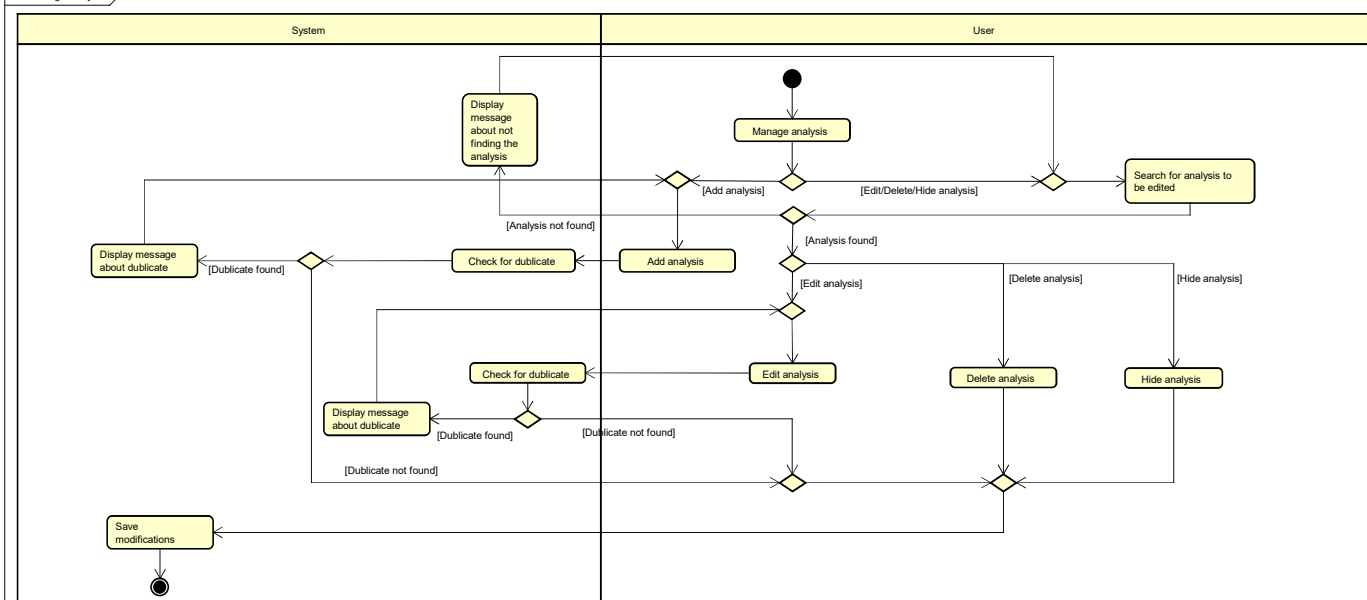 System
User
Display
message
about not
finding the
analysis
Manage analysis
Search for analysis to
be edited
[Add analysis]
[Edit/Delete/Hide analysis]
[Analysis not found]
[Analysis found]
Display message
about dublicate
[Dublicate found]
Check for dublicate
Add analysis
[Edit analysis]
[Delete analysis]
[Hide analysis]
Check for dublicate
Edit analysis
Delete analysis
Hide analysis
Display message
about dublicate
[Dublicate found]
[Dublicate not found]
[Dublicate not found]
Save
modifications